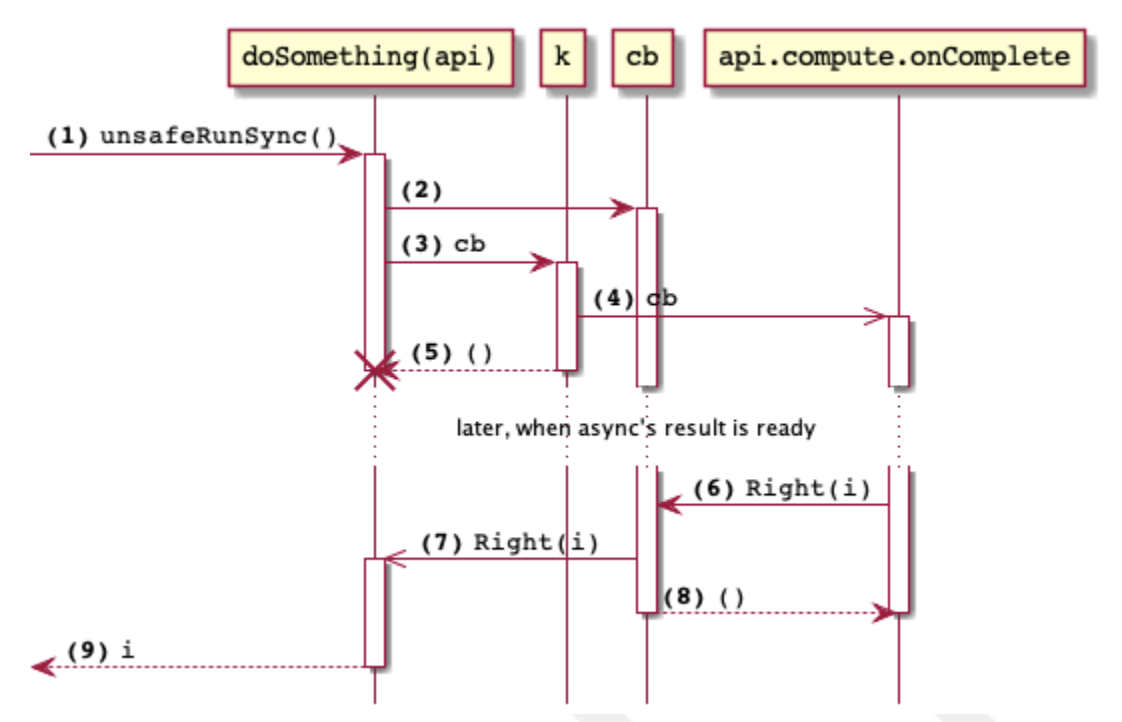 doSomething(api) k cb api.compute.onComplete
(1) unsafeRunSync()
(2)
(3) cb
(4) cb
(5) ()
later, when async's result is ready
(6) Right(i)
(7) Right(i)
(8) ()
(9) i